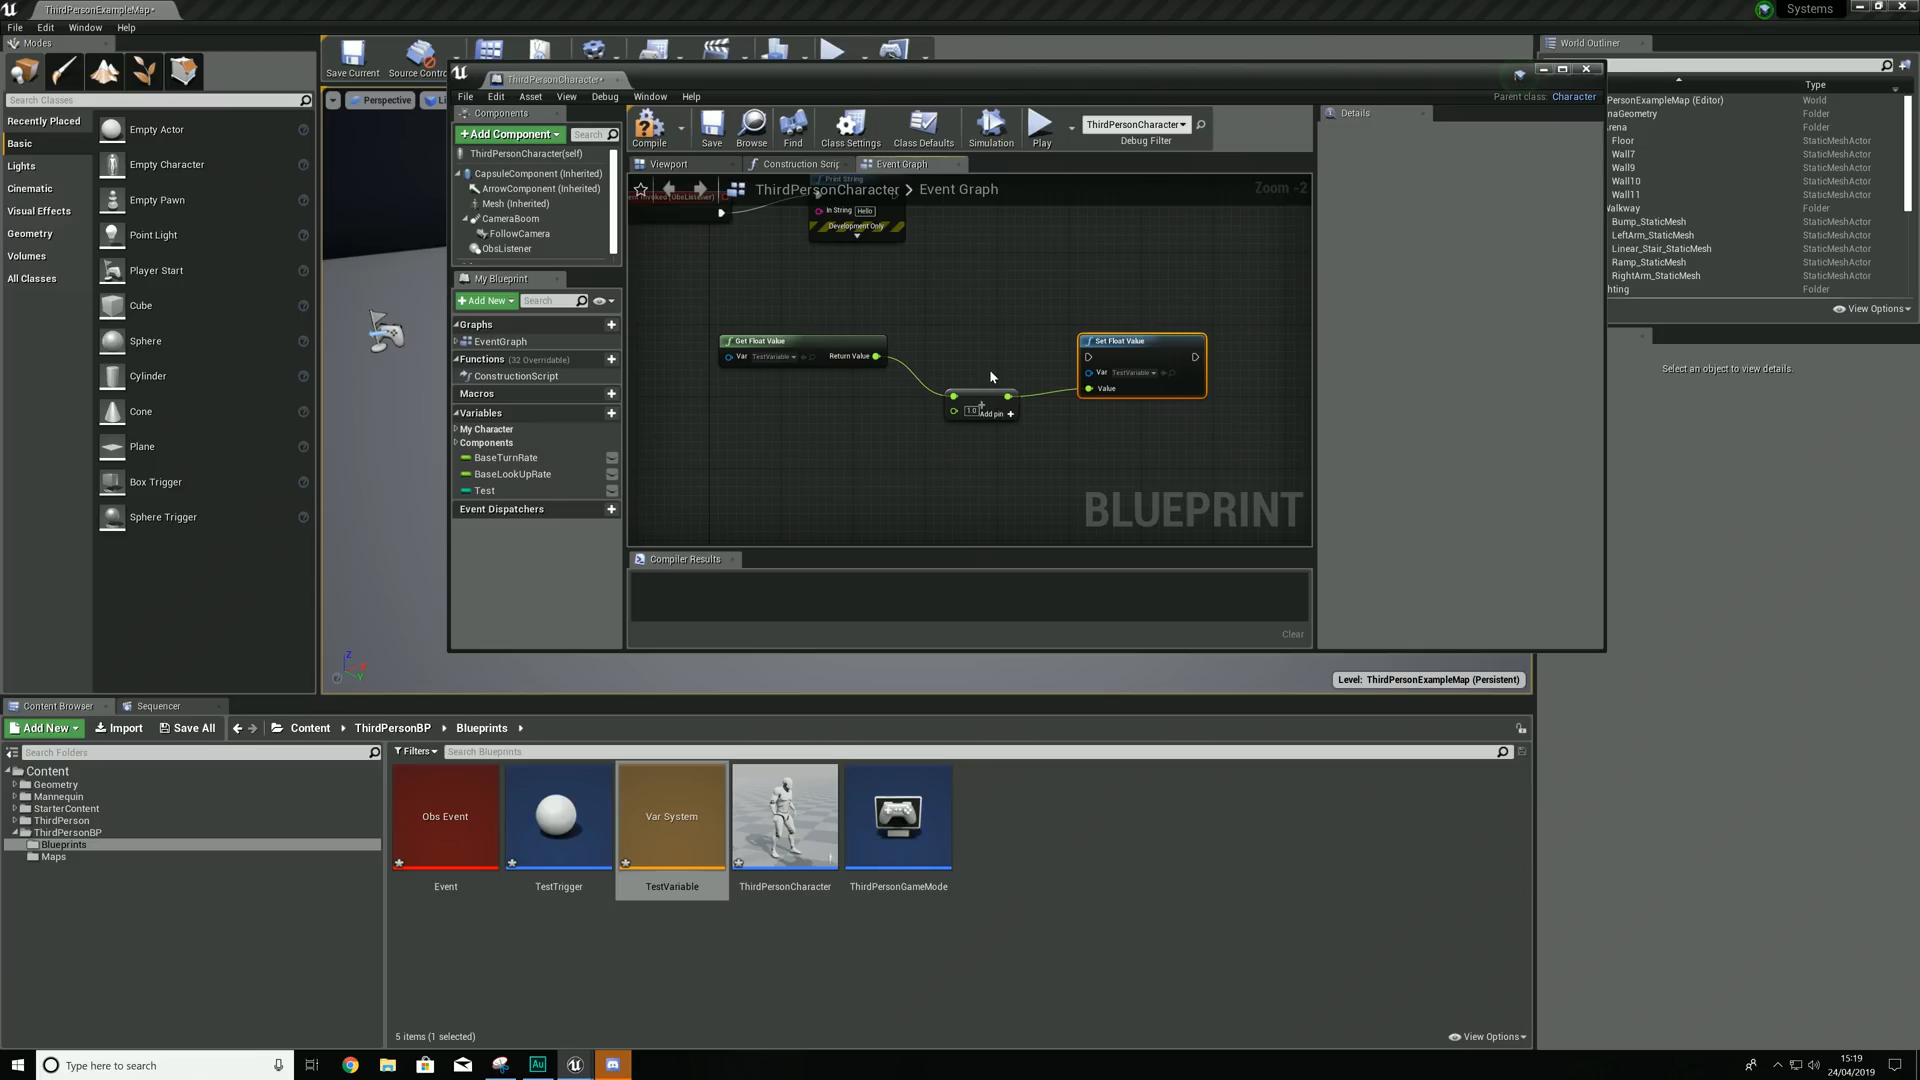 ThirdPersonExampleMap*
Systems
File Edit Window Help
Modes
Search Classes
Recently Placed
Basic
Lights
Cinematic
Visual Effects
Geometry
Volumes
All Classes
Empty Actor
Empty Character
Empty Pawn
Point Light
Player Start
Cube
Sphere
Cylinder
Cone
Plane
Box Trigger
Sphere Trigger
Save Current
Source Contro
Perspective
ThirdPersonCharacter*
File Edit Asset View Debug Window Help
Parent class: Character
Components
+Add Component
Search
ThirdPersonCharacter(self)
CapsuleComponent (Inherited)
ArrowComponent (Inherited)
Mesh (Inherited)
CameraBoom
FollowCamera
ObsListener
My Blueprint
+Add New
Search
Graphs
EventGraph
Functions (32 Overridable)
ConstructionScript
Macros
Variables
My Character
Components
BaseTurnRate
BaseLookUpRate
Test
Event Dispatchers
Compile
Save
Browse
Find
Class Settings
Class Defaults
Simulation
Play
ThirdPersonCharacter
Debug Filter
Viewport
Construction Scrip
Event Graph
ThirdPersonCharacter > Event Graph
Zoom -2
Print String
ent Invoked (ObsListener)
In String Hello
Development Only
Get Float Value
Var TestVariable
Return Value
1.0
+
Add pin +
Set Float Value
Var TestVariable
Value
BLUEPRINT
Compiler Results
Clear
Details
World Outliner
Type
PersonExampleMap (Editor) World
naGeometry Folder
rena Folder
Floor StaticMeshActor
Wall7 StaticMeshActor
Wall9 StaticMeshActor
Wall10 StaticMeshActor
Wall11 StaticMeshActor
alkway Folder
Bump_StaticMesh StaticMeshActor
LeftArm_StaticMesh StaticMeshActor
Linear_Stair_StaticMesh StaticMeshActor
Ramp_StaticMesh StaticMeshActor
RightArm_StaticMesh StaticMeshActor
hting Folder
View Options
Select an object to view details.
Z
X
Y
Level: ThirdPersonExampleMap (Persistent)
Content Browser
Sequencer
Add New
Import
Save All
Content
ThirdPersonBP
Blueprints
Search Folders
Filters
Search Blueprints
Content
Geometry
Mannequin
StarterContent
ThirdPerson
ThirdPersonBP
Blueprints
Maps
Obs Event
Event
TestTrigger
Var System
TestVariable
ThirdPersonCharacter
ThirdPersonGameMode
5 items (1 selected)
View Options
Type here to search
Au
15:19
24/04/2019